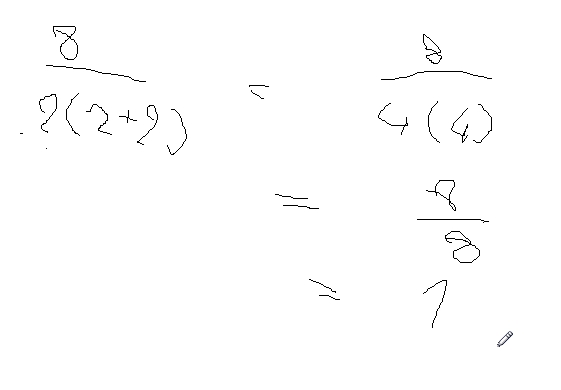 8 = 8
2(2+2) 4(4)
= 8
8
= 1